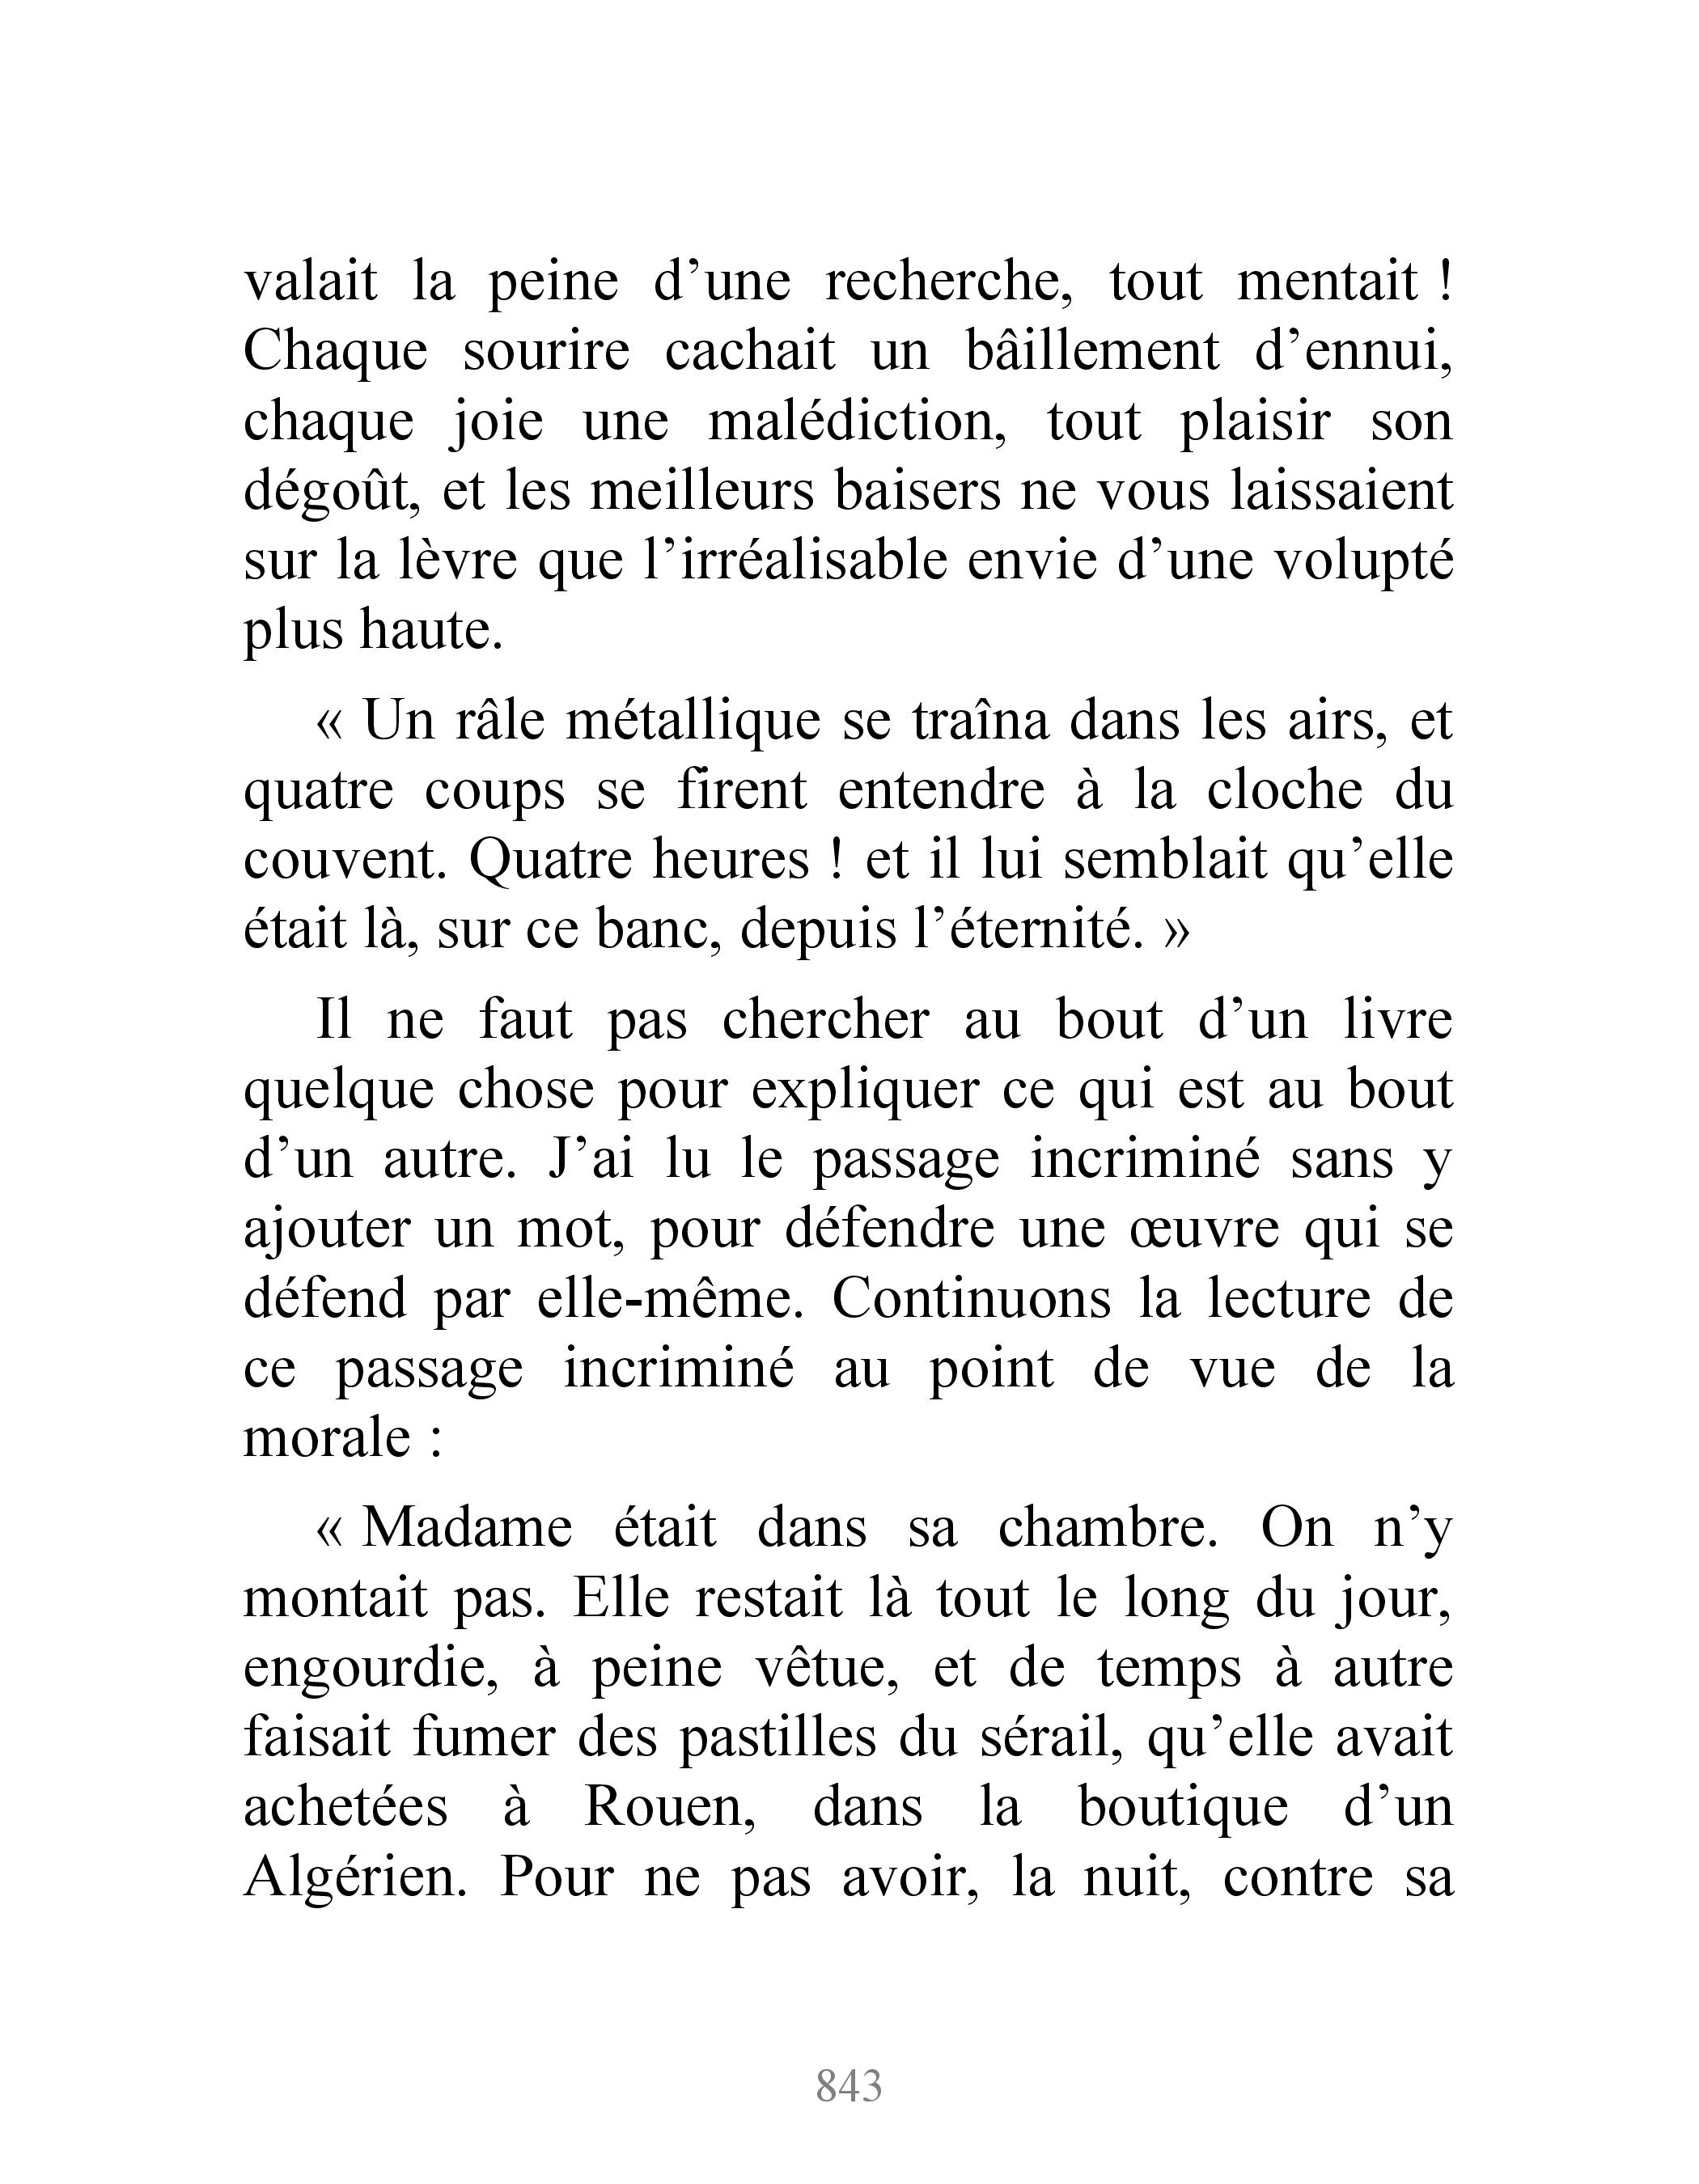 valait la peine d’une recherche, tout mentait !
Chaque sourire cachait un bâillement d’ennui,
chaque joie une malédiction, tout plaisir son
dégoût, et les meilleurs baisers ne vous laissaient
sur la lèvre que l’irréalisable envie d’une volupté
plus haute.
« Un râle métallique se traîna dans les airs, et
quatre coups se firent entendre à la cloche du
couvent. Quatre heures ! et il lui semblait qu’elle
était là, sur ce banc, depuis l’éternité. »
Il ne faut pas chercher au bout d’un livre
quelque chose pour expliquer ce qui est au bout
d’un autre. J’ai lu le passage incriminé sans y
ajouter un mot, pour défendre une œuvre qui se
défend par elle-même. Continuons la lecture de
ce passage incriminé au point de vue de la
morale :
« Madame était dans sa chambre. On n’y
montait pas. Elle restait là tout le long du jour,
engourdie, à peine vêtue, et de temps à autre
faisait fumer des pastilles du sérail, qu’elle avait
achetées à Rouen, dans la boutique d’un
Algérien. Pour ne pas avoir, la nuit, contre sa
843